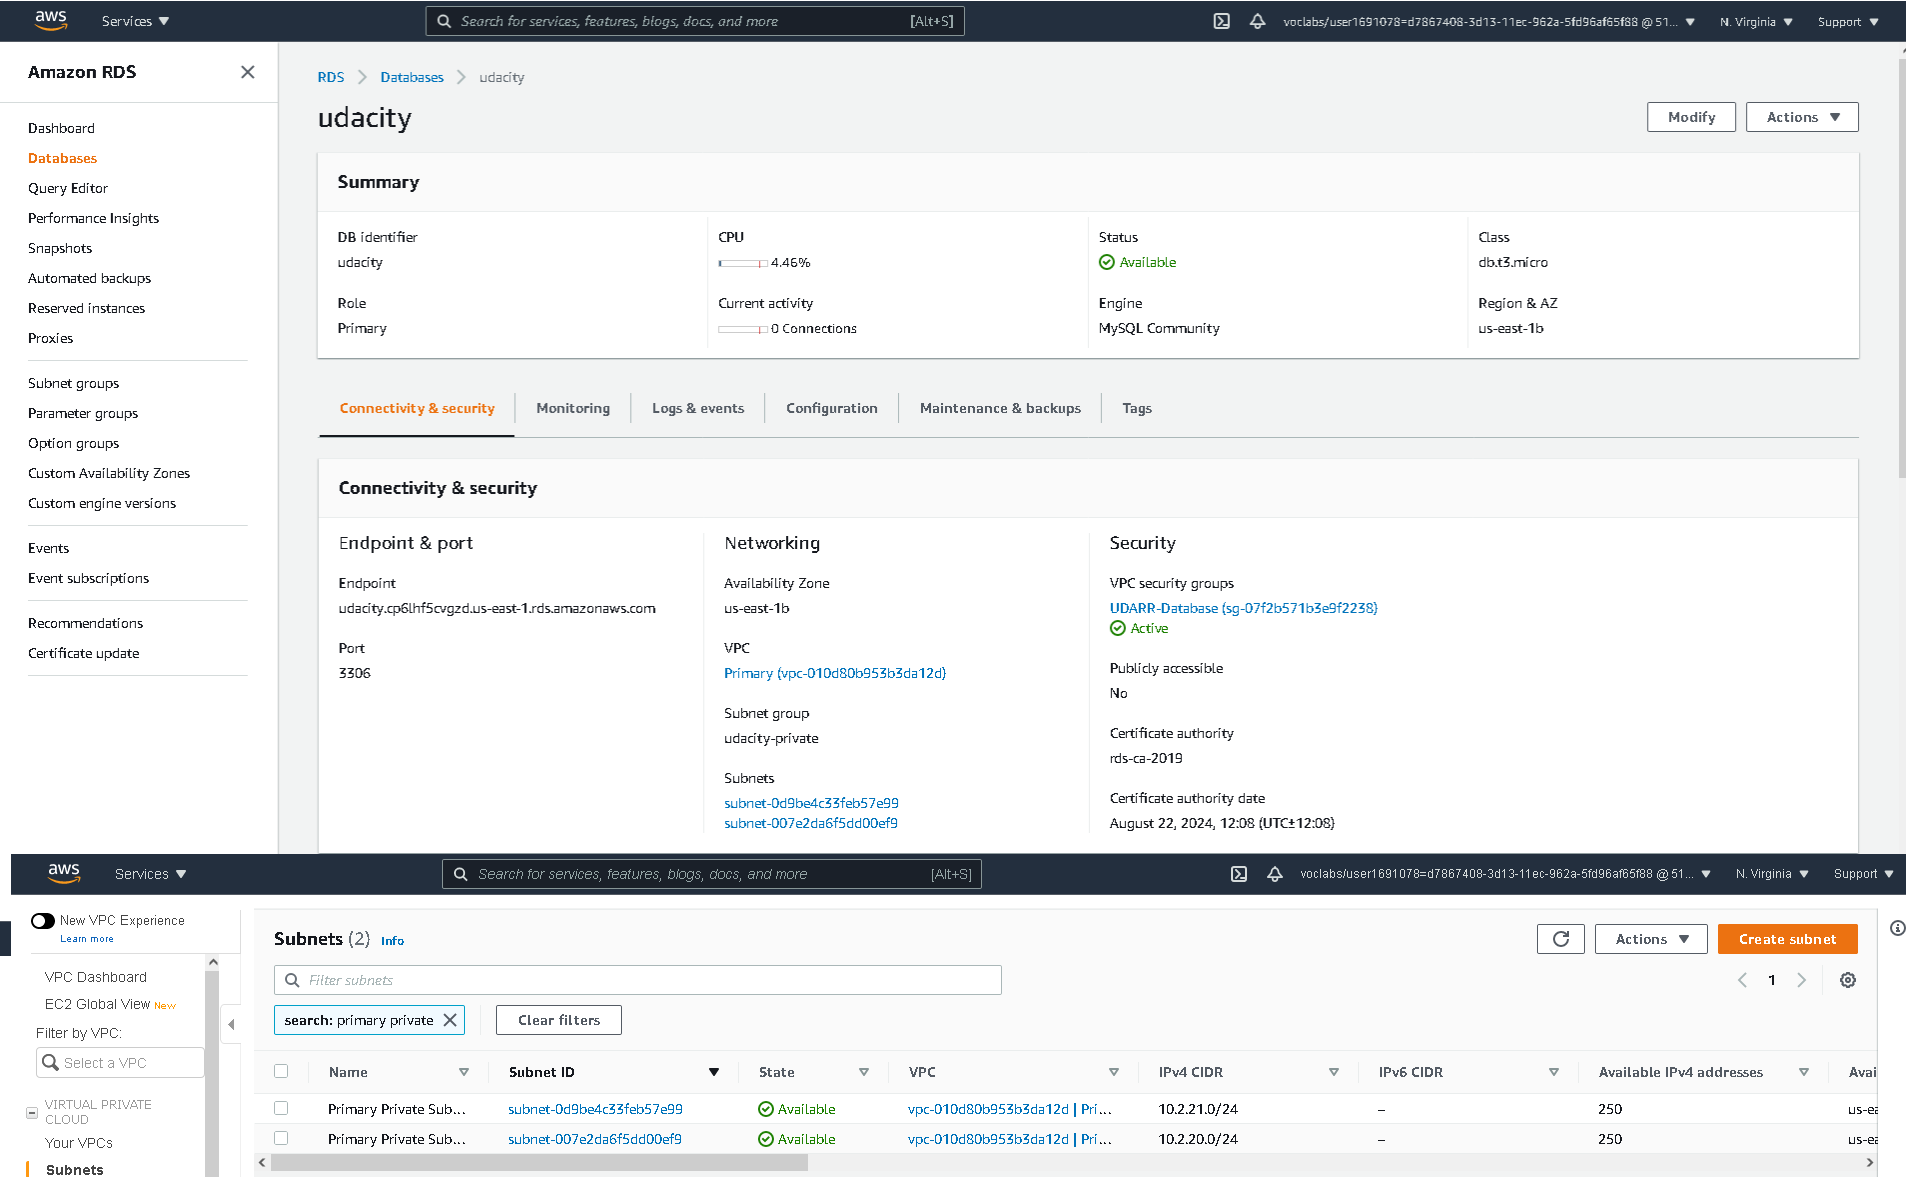 aws Services ▼ Search for services, features, blogs, docs, and more [Alt+S] voclabs/user1691078=d7867408-3d13-11ec-962a-5fd96af65f88 @ 51... ▼ N. Virginia ▼ Support ▼
Amazon RDS
Dashboard
Databases
Query Editor
Performance Insights
Snapshots
Automated backups
Reserved instances
Proxies
Subnet groups
Parameter groups
Option groups
Custom Availability Zones
Custom engine versions
Events
Event subscriptions
Recommendations
Certificate update
RDS > Databases > udacity
udacity
Modify Actions ▼
Summary
DB identifier
udacity
CPU
4.46%
Status
Available
Class
db.t3.micro
Role
Primary
Current activity
0 Connections
Engine
MySQL Community
Region & AZ
us-east-1b
Connectivity & security Monitoring Logs & events Configuration Maintenance & backups Tags
Connectivity & security
Endpoint & port
Endpoint
udacity.cp6lhf5cvgzd.us-east-1.rds.amazonaws.com
Port
3306
Networking
Availability Zone
us-east-1b
VPC
Primary (vpc-010d80b953b3da12d)
Subnet group
udacity-private
Subnets
subnet-0d9be4c33feb57e99
subnet-007e2da6f5dd00ef9
Security
VPC security groups
UDARR-Database (sg-07f2b571b3e9f2238)
Active
Publicly accessible
No
Certificate authority
rds-ca-2019
Certificate authority date
August 22, 2024, 12:08 (UTC±12:08)
aws Services ▼ Search for services, features, blogs, docs, and more [Alt+S] voclabs/user1691078=d7867408-3d13-11ec-962a-5fd96af65f88 @ 51... ▼ N. Virginia ▼ Support ▼
New VPC Experience
Learn more
VPC Dashboard
EC2 Global View New
Filter by VPC:
Select a VPC
VIRTUAL PRIVATE
CLOUD
Your VPCs
Subnets
Subnets (2) Info
Actions ▼ Create subnet
Filter subnets
1
search: primary private Clear filters
Name Subnet ID State VPC IPv4 CIDR IPv6 CIDR Available IPv4 addresses Avai
Primary Private Sub... subnet-0d9be4c33feb57e99 Available vpc-010d80b953b3da12d | Pri... 10.2.21.0/24 – 250 us-ea
Primary Private Sub... subnet-007e2da6f5dd00ef9 Available vpc-010d80b953b3da12d | Pri... 10.2.20.0/24 – 250 us-ea